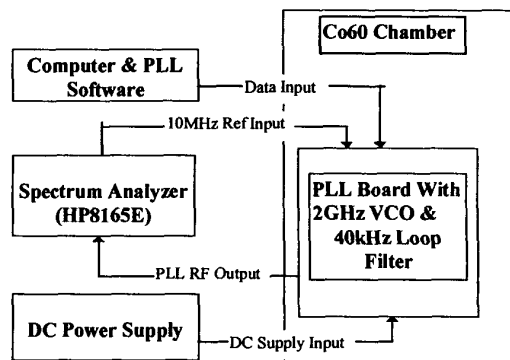 Co60 Chamber
Computer & PLL
Software
Data Input
10MHz Ref Input
Spectrum Analyzer
(HP8165E)
PLL Board With
2GHz VCO &
40kHz Loop
Filter
PLL RF Output
DC Power Supply
DC Supply Input